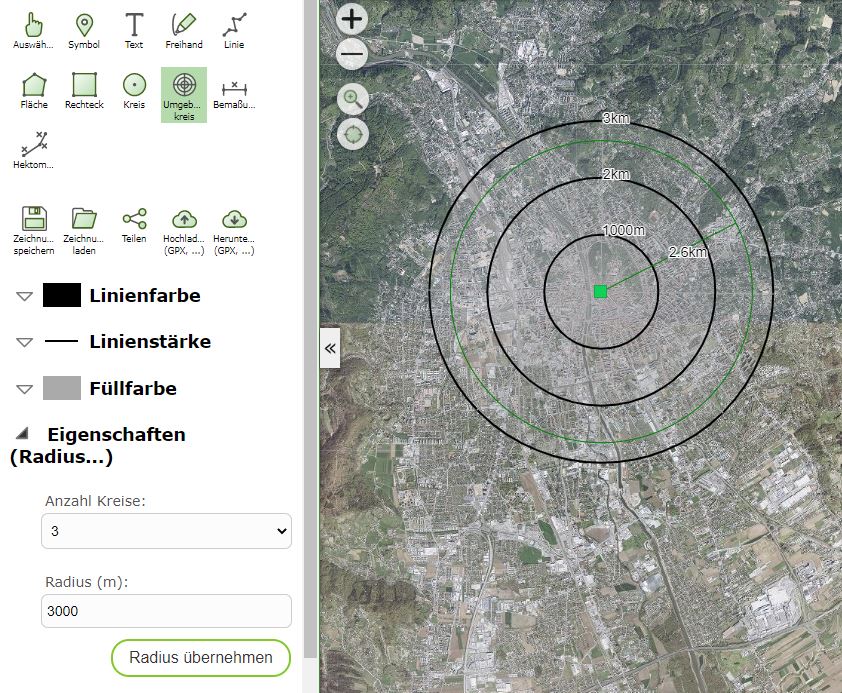 Auswäh...
Symbol
Text
Freihand
Linie
Fläche
Rechteck
Kreis
Umgeb...
kreis
Bemaßu...
Hektom...
Zeichnu...
speichern
Zeichnu...
laden
Teilen
Hochlad...
(GPX, ...)
Herunte...
(GPX, ...)
Linienfarbe
Linienstärke
Füllfarbe
Eigenschaften
(Radius...)
Anzahl Kreise:
3
Radius (m):
3000
Radius übernehmen
3km
2km
1000m
2.6km